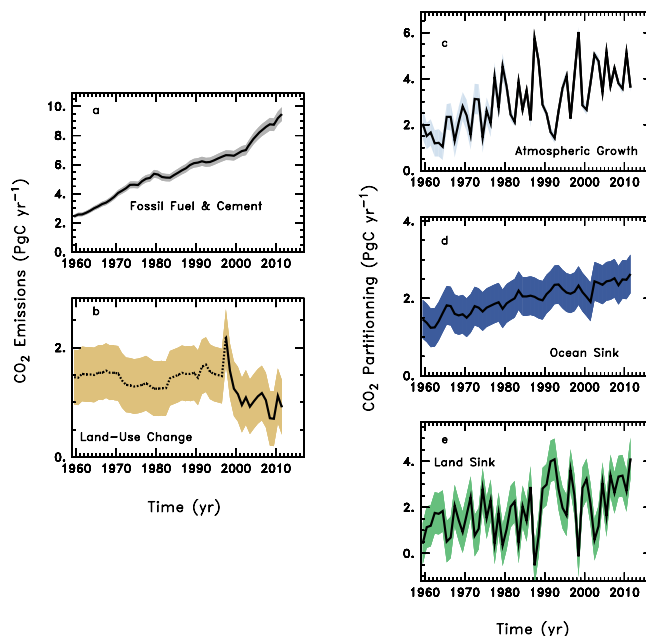 CO2 Emissions (PgC yr−1)
a
10.
8.
6.
4.
2.
0.
Fossil Fuel & Cement
1960 1970 1980 1990 2000 2010
b
2.
1.
0.
Land−Use Change
1960 1970 1980 1990 2000 2010
Time (yr)
CO2 Partitionning (PgC yr−1)
c
6.
4.
2.
0.
Atmospheric Growth
1960 1970 1980 1990 2000 2010
d
4.
2.
0.
Ocean Sink
1960 1970 1980 1990 2000 2010
e
Land Sink
4.
2.
0.
1960 1970 1980 1990 2000 2010
Time (yr)